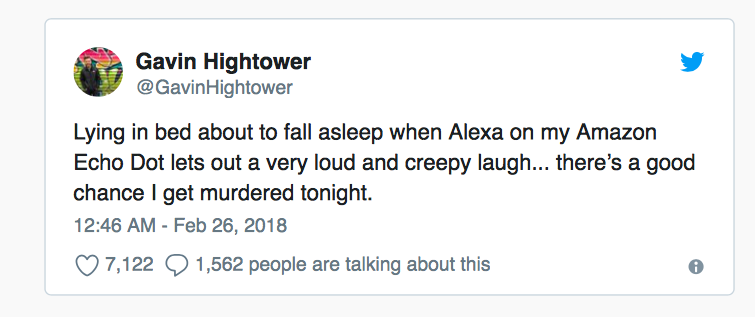 Gavin Hightower
@GavinHightower
Lying in bed about to fall asleep when Alexa on my Amazon
Echo Dot lets out a very loud and creepy laugh... there’s a good
chance I get murdered tonight.
12:46 AM - Feb 26, 2018
7,122 1,562 people are talking about this